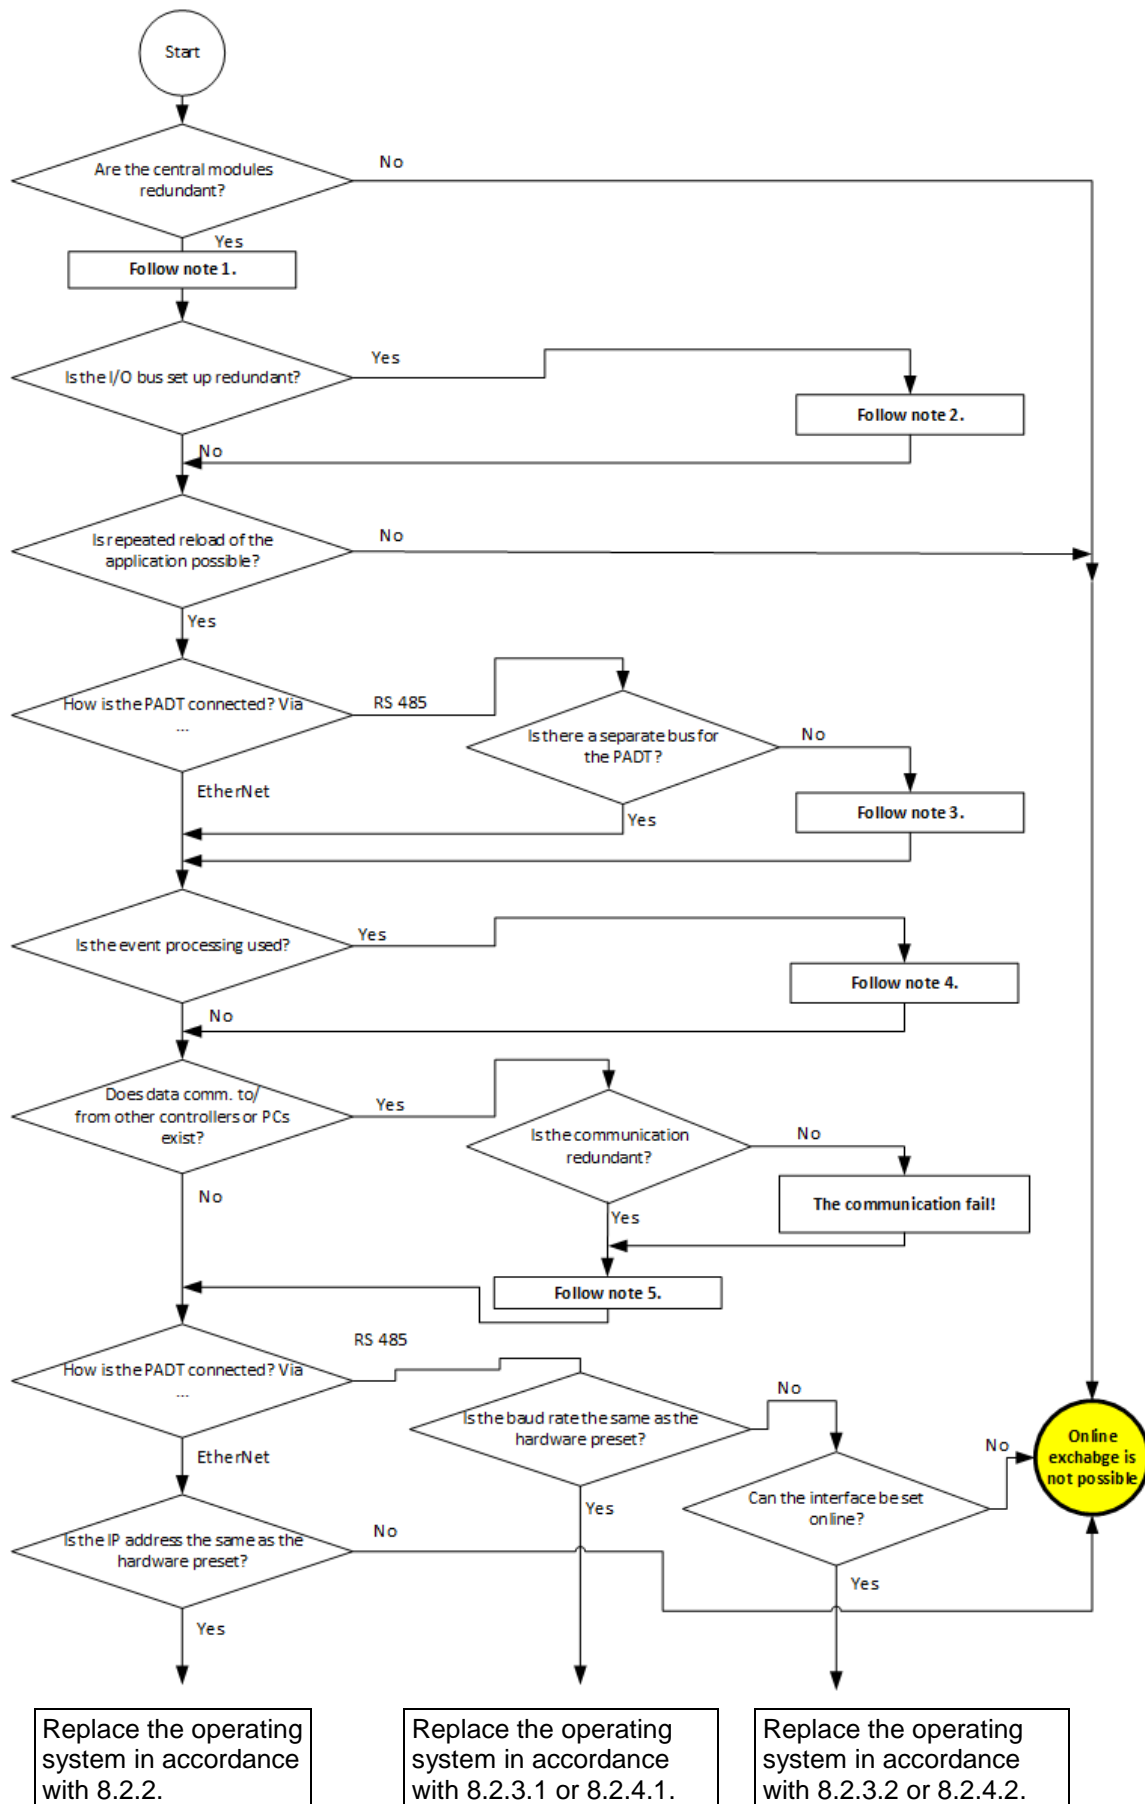 Start
Are the central modules
redundant?
No
Yes
Follow note 1.
Is the I/O bus set up redundant?
Yes
Follow note 2.
No
Is repeated reload of the
application possible?
No
Yes
How is the PADT connected? Via
...
RS 485
Is there a separate bus for
the PADT?
No
EtherNet
Follow note 3.
Yes
Is the event processing used?
Yes
Follow note 4.
No
Does data comm. to/
from other controllers or PCs
exist?
Yes
Is the communication
redundant?
No
No
The communication fail!
Yes
Follow note 5.
RS 485
How is the PADT connected? Via
...
No
Is the baud rate the same as the
hardware preset?
EtherNet
Online
exchabge is
not possible
No
Can the interface be set
online?
Yes
Is the IP address the same as the
hardware preset?
No
Yes
Yes
Replace the operating
system in accordance
with 8.2.2.
Replace the operating
system in accordance
with 8.2.3.1 or 8.2.4.1.
Replace the operating
system in accordance
with 8.2.3.2 or 8.2.4.2.